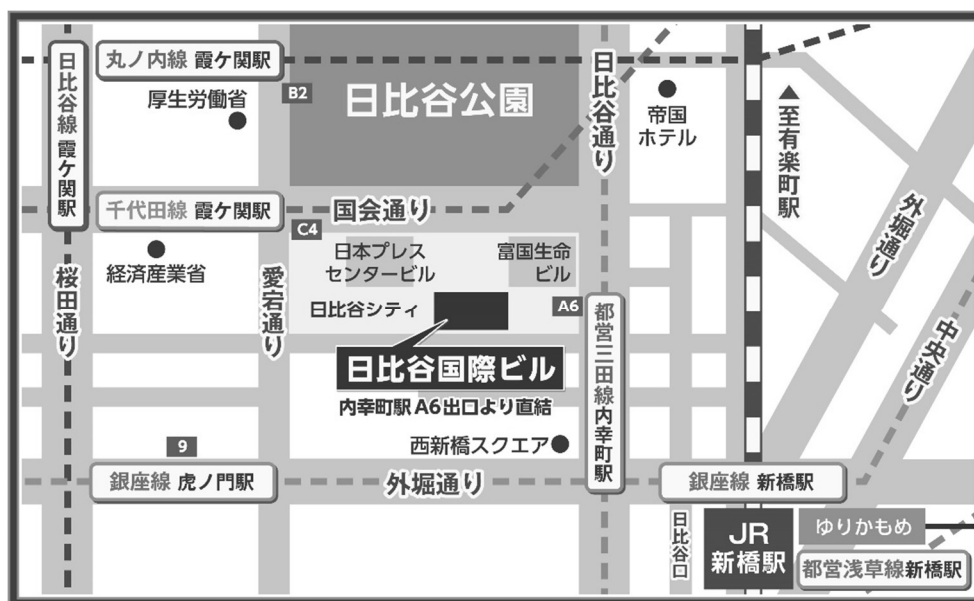 日比谷線 霞ケ関駅
丸ノ内線 霞ケ関駅
厚生労働省
B2
日比谷公園
日比谷通り
帝国
ホテル
▲至有楽町駅
外堀通り
千代田線 霞ケ関駅
国会通り
C4
経済産業省
桜田通り
愛宕通り
日本プレス
センタービル
富国生命
ビル
日比谷シティ
A6
都営三田線内幸町駅
中央通り
日比谷国際ビル
内幸町駅A6出口より直結
西新橋スクエア
9
銀座線 虎ノ門駅
外堀通り
銀座線 新橋駅
日比谷口
JR
新橋駅
ゆりかもめ
都営浅草線新橋駅